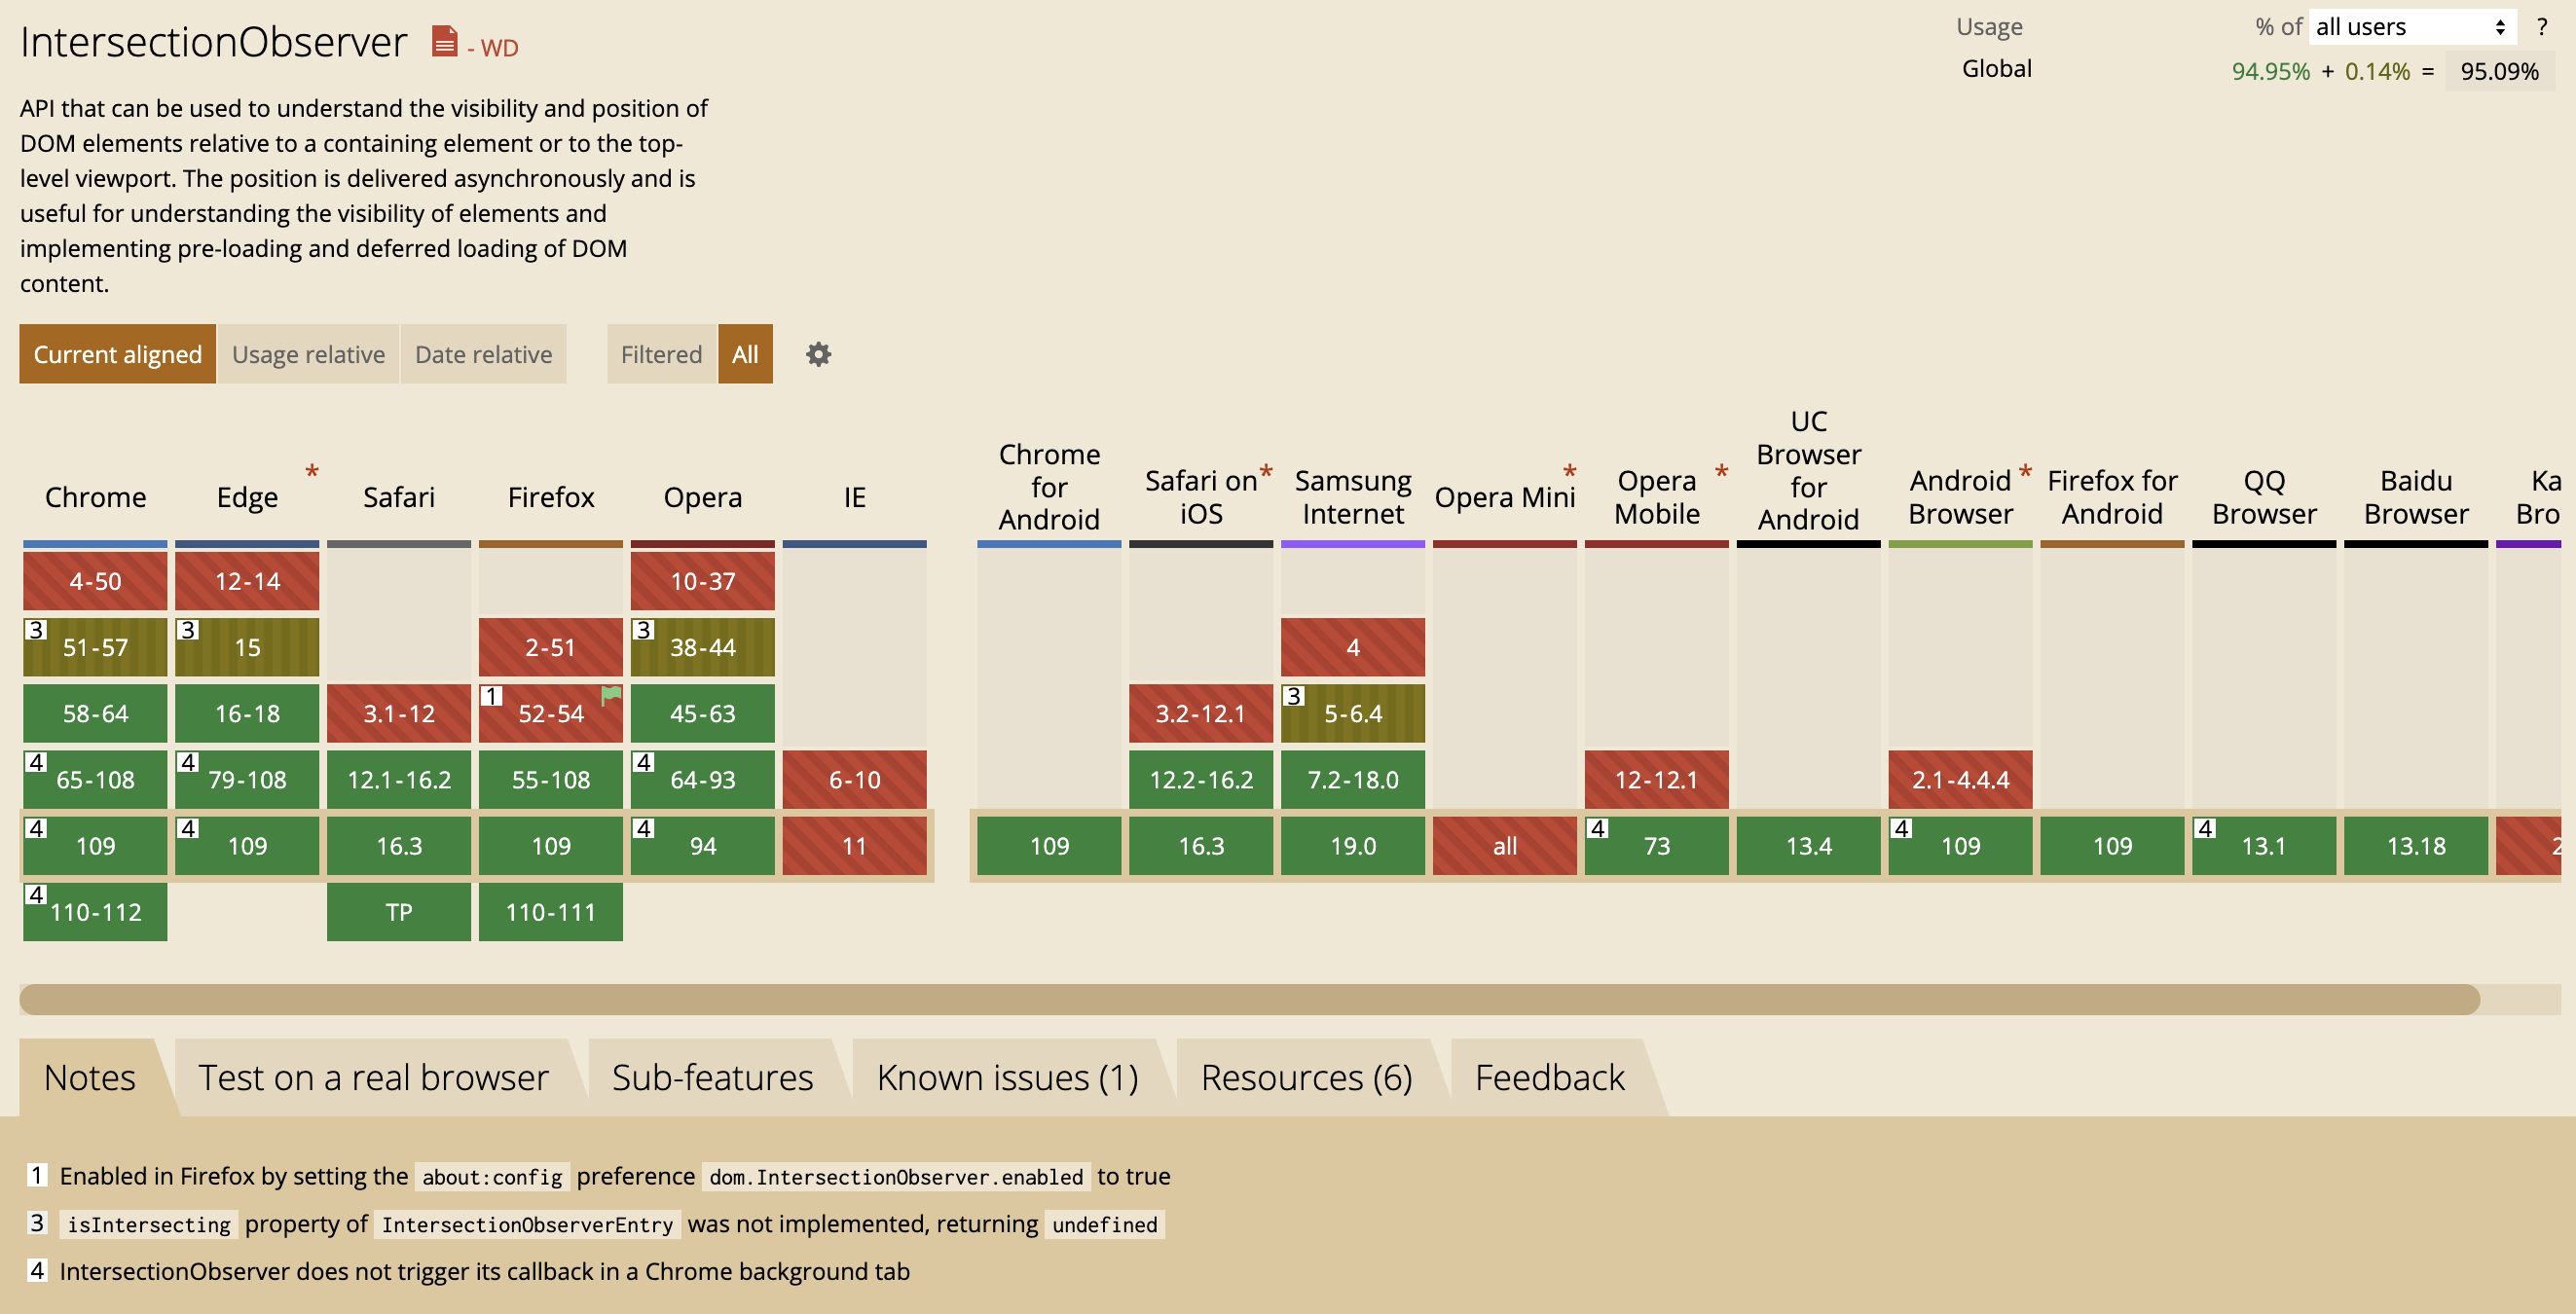 IntersectionObserver - WD
Usage % of all users ?
Global 94.95% + 0.14% = 95.09%
API that can be used to understand the visibility and position of
DOM elements relative to a containing element or to the top-
level viewport. The position is delivered asynchronously and is
useful for understanding the visibility of elements and
implementing pre-loading and deferred loading of DOM
content.
Current aligned Usage relative Date relative Filtered All
Chrome
Edge *
Safari
Firefox
Opera
IE
Chrome
for
Android
Safari on *
iOS
Samsung
Internet
Opera Mini *
Opera *
Mobile
UC
Browser
for
Android
Android *
Browser
Firefox for
Android
QQ
Browser
Baidu
Browser
Ka
Bro
4-50 12-14 10-37
3 51-57 3 15 2-51 3 38-44 4
58-64 16-18 3.1-12 1 52-54 45-63 3.2-12.1 3 5-6.4
4 65-108 4 79-108 12.1-16.2 55-108 4 64-93 6-10 12.2-16.2 7.2-18.0 12-12.1 2.1-4.4.4
4 109 4 109 16.3 109 4 94 11 109 16.3 19.0 all 4 73 13.4 4 109 109 4 13.1 13.18 2
4 110-112 TP 110-111
Notes Test on a real browser Sub-features Known issues (1) Resources (6) Feedback
1 Enabled in Firefox by setting the about:config preference dom.IntersectionObserver.enabled to true
3 isIntersecting property of IntersectionObserverEntry was not implemented, returning undefined
4 IntersectionObserver does not trigger its callback in a Chrome background tab